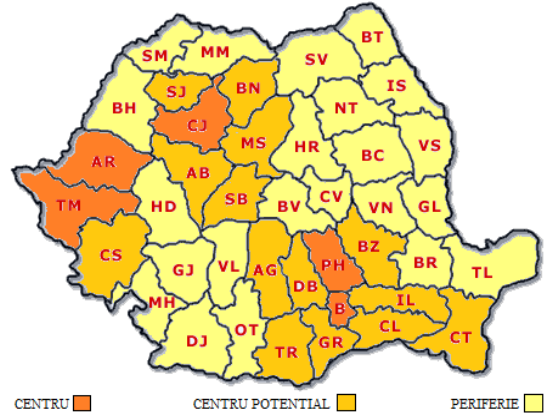 BT
SM MM SV
SJ BN IS
BH NT
CJ
MS HR BC VS
AR
AB
TM HD SB BV CV VN GL
CS BZ
GJ VL AG PH BR TL
DB
MH IL
B
DJ OT CL CT
TR GR
CENTRU CENTRU POTENTIAL PERIFERIE